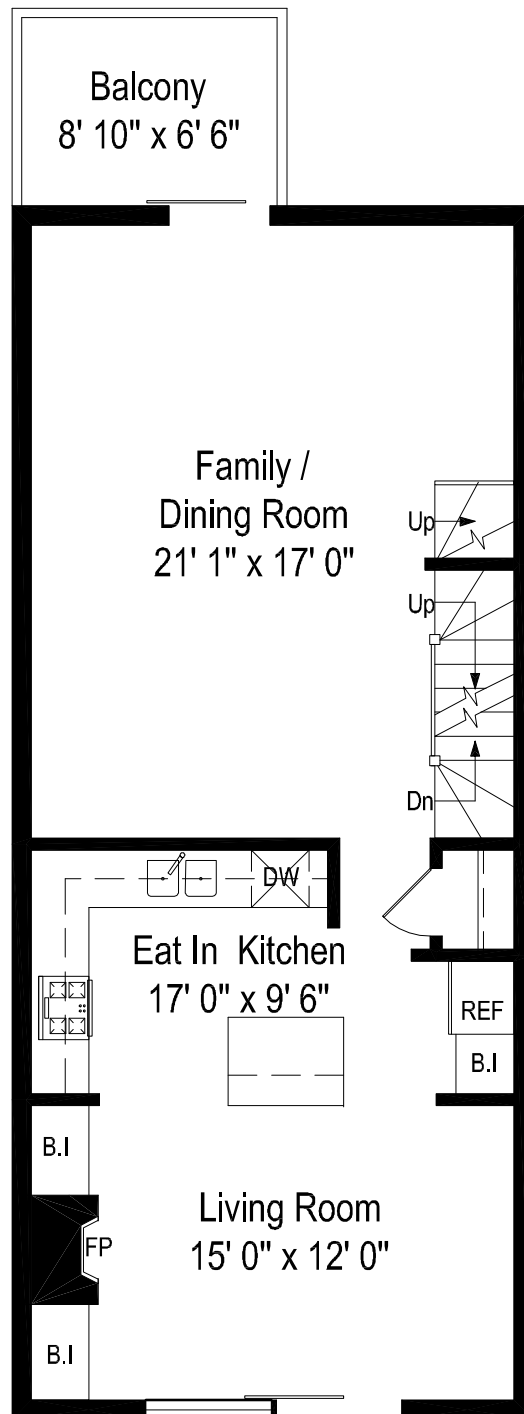 Balcony
8' 10" x 6' 6"
Family /
Dining Room
21' 1" x 17' 0"
Up
Up
Dn
DW
Eat In Kitchen
17' 0" x 9' 6"
REF
B.I
B.I
Living Room
15' 0" x 12' 0"
FP
B.I